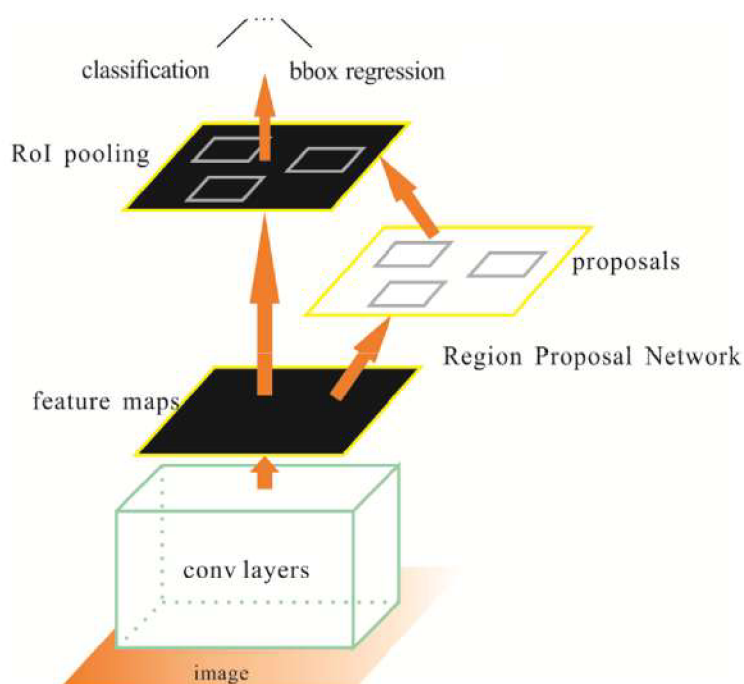 classification
bbox regression
RoI pooling
proposals
Region Proposal Network
feature maps
conv layers
image